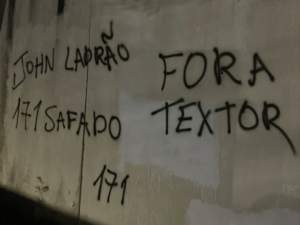 JOHN LADRÃO
171 SAFADO
171
FORA
TEXTOR